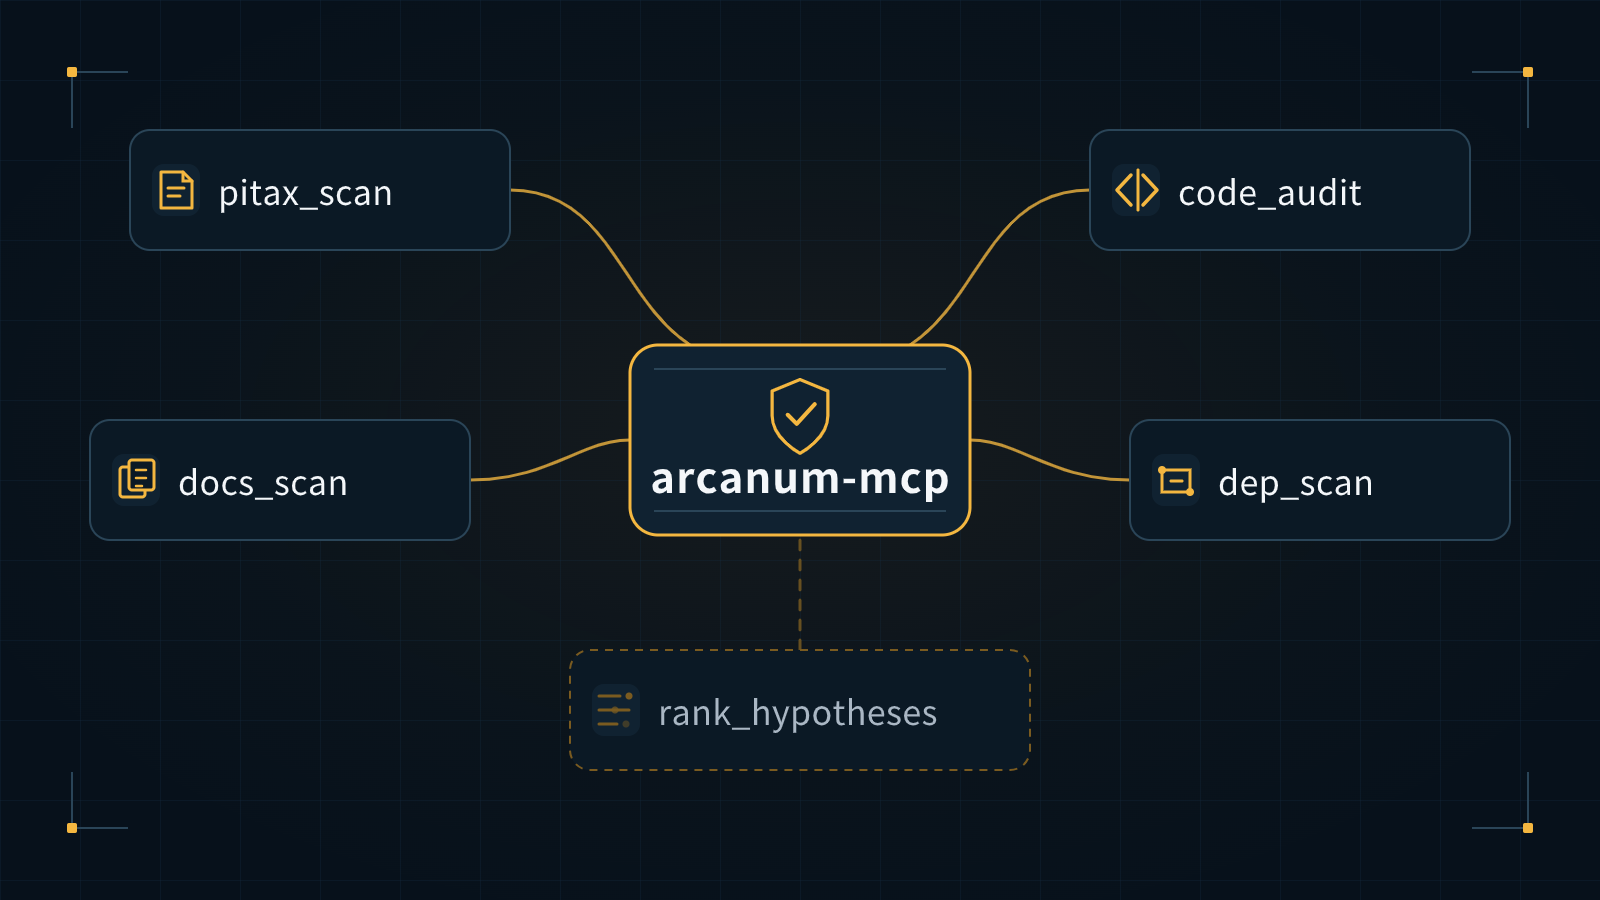 pitax_scan
code_audit
arcanum-mcp
docs_scan
dep_scan
rank_hypotheses